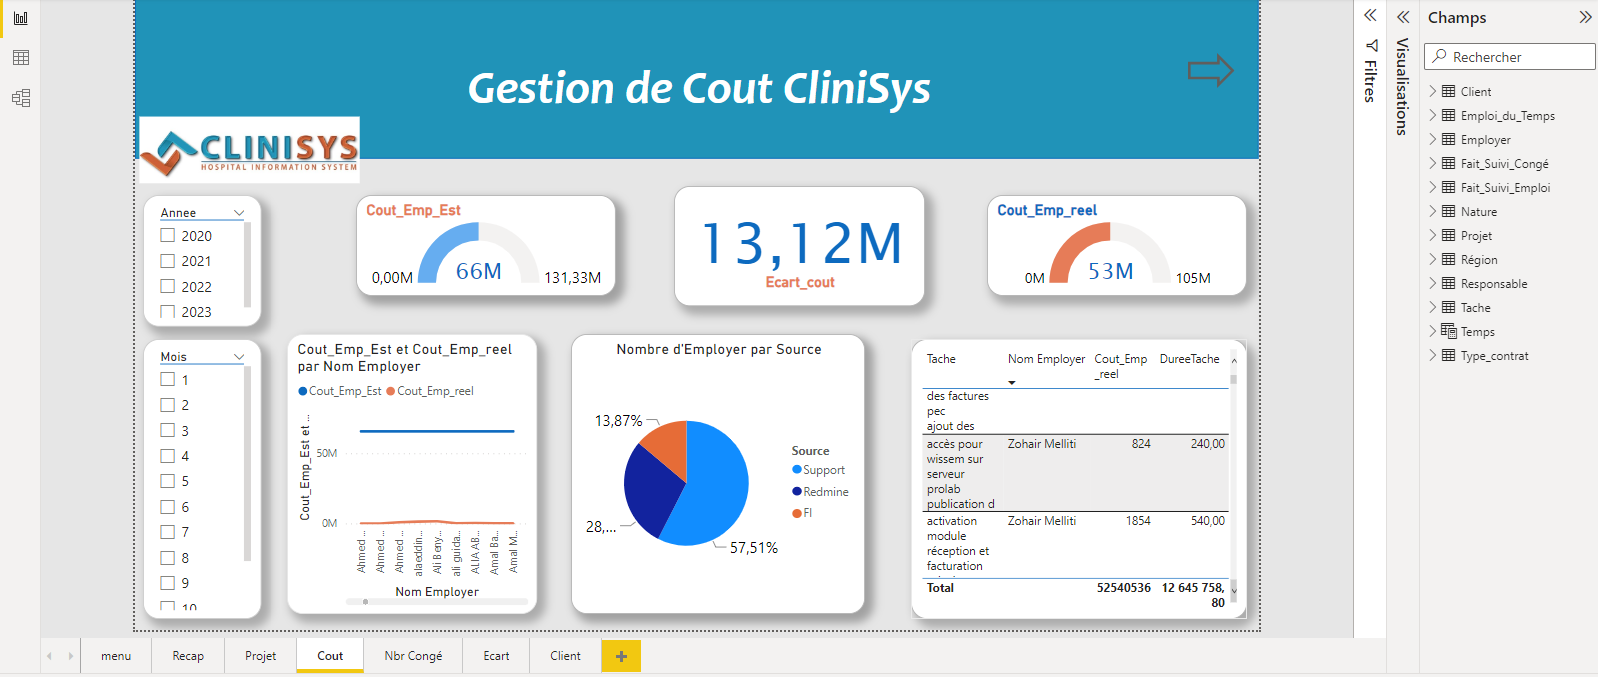 Gestion de Cout CliniSys
CLINISYS
HOSPITAL INFORMATION SYSTEM
Annee
2020
2021
2022
2023
Cout_Emp_Est
0,00M
66M
131,33M
13,12M
Ecart_cout
Cout_Emp_reel
0M
53M
105M
Mois
1
2
3
4
5
6
7
8
9
10
Cout_Emp_Est et Cout_Emp_reel
par Nom Employer
Cout_Emp_Est Cout_Emp_reel
Cout_Emp_Est et ...
50M
0M
Ahmed ...
Ahmed ...
Ahmed ...
alaeddin...
Ali Beny...
ali guida...
ALIA AB...
Amal Ba...
Amal M...
Nom Employer
Nombre d'Employer par Source
13,87%
28,...
57,51%
Source
Support
Redmine
FI
Tache Nom Employer Cout_Emp_reel DureeTache
des factures
pec
ajout des
accès pour Zohair Melliti 824 240,00
wissem sur
serveur
prolab
publication d
activation Zohair Melliti 1854 540,00
module
réception et
facturation
Total 52540536 12 645 758,
80
menu Recap Projet Cout Nbr Congé Ecart Client +
Filtres
Visualisations
Champs
Rechercher
Client
Emploi_du_Temps
Employer
Fait_Suivi_Congé
Fait_Suivi_Emploi
Nature
Projet
Région
Responsable
Tache
Temps
Type_contrat